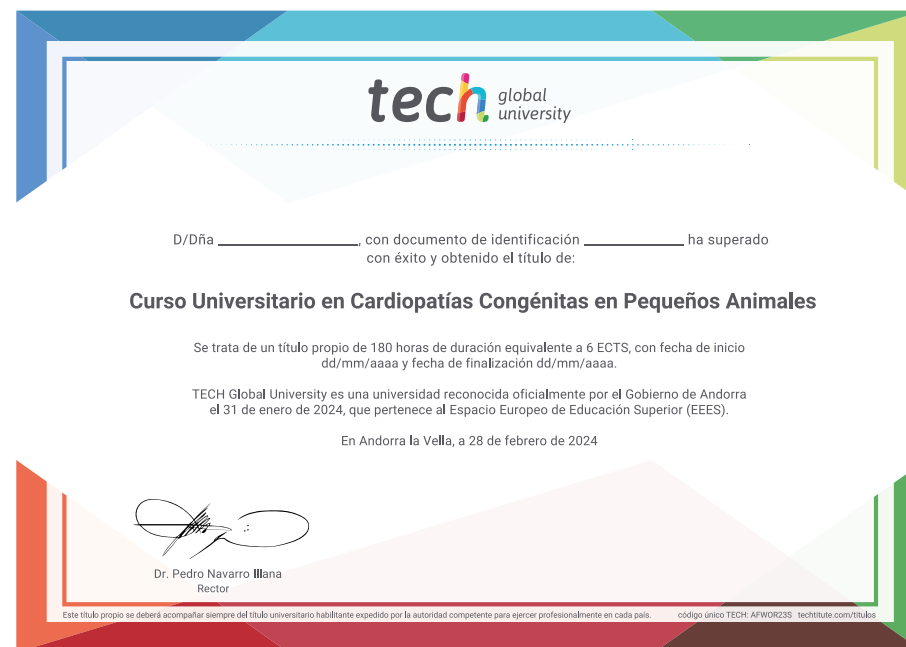 tech global university
D/Dña ____________________, con documento de identificación ______________ ha superado
con éxito y obtenido el título de:
Curso Universitario en Cardiopatías Congénitas en Pequeños Animales
Se trata de un título propio de 180 horas de duración equivalente a 6 ECTS, con fecha de inicio
dd/mm/aaaa y fecha de finalización dd/mm/aaaa.
TECH Global University es una universidad reconocida oficialmente por el Gobierno de Andorra
el 31 de enero de 2024, que pertenece al Espacio Europeo de Educación Superior (EEES).
En Andorra la Vella, a 28 de febrero de 2024
Dr. Pedro Navarro Illana
Rector
Este título propio se deberá acompañar siempre del título universitario habilitante expedido por la autoridad competente para ejercer profesionalmente en cada país. código único TECH: AFWOR23S techtitute.com/titulos